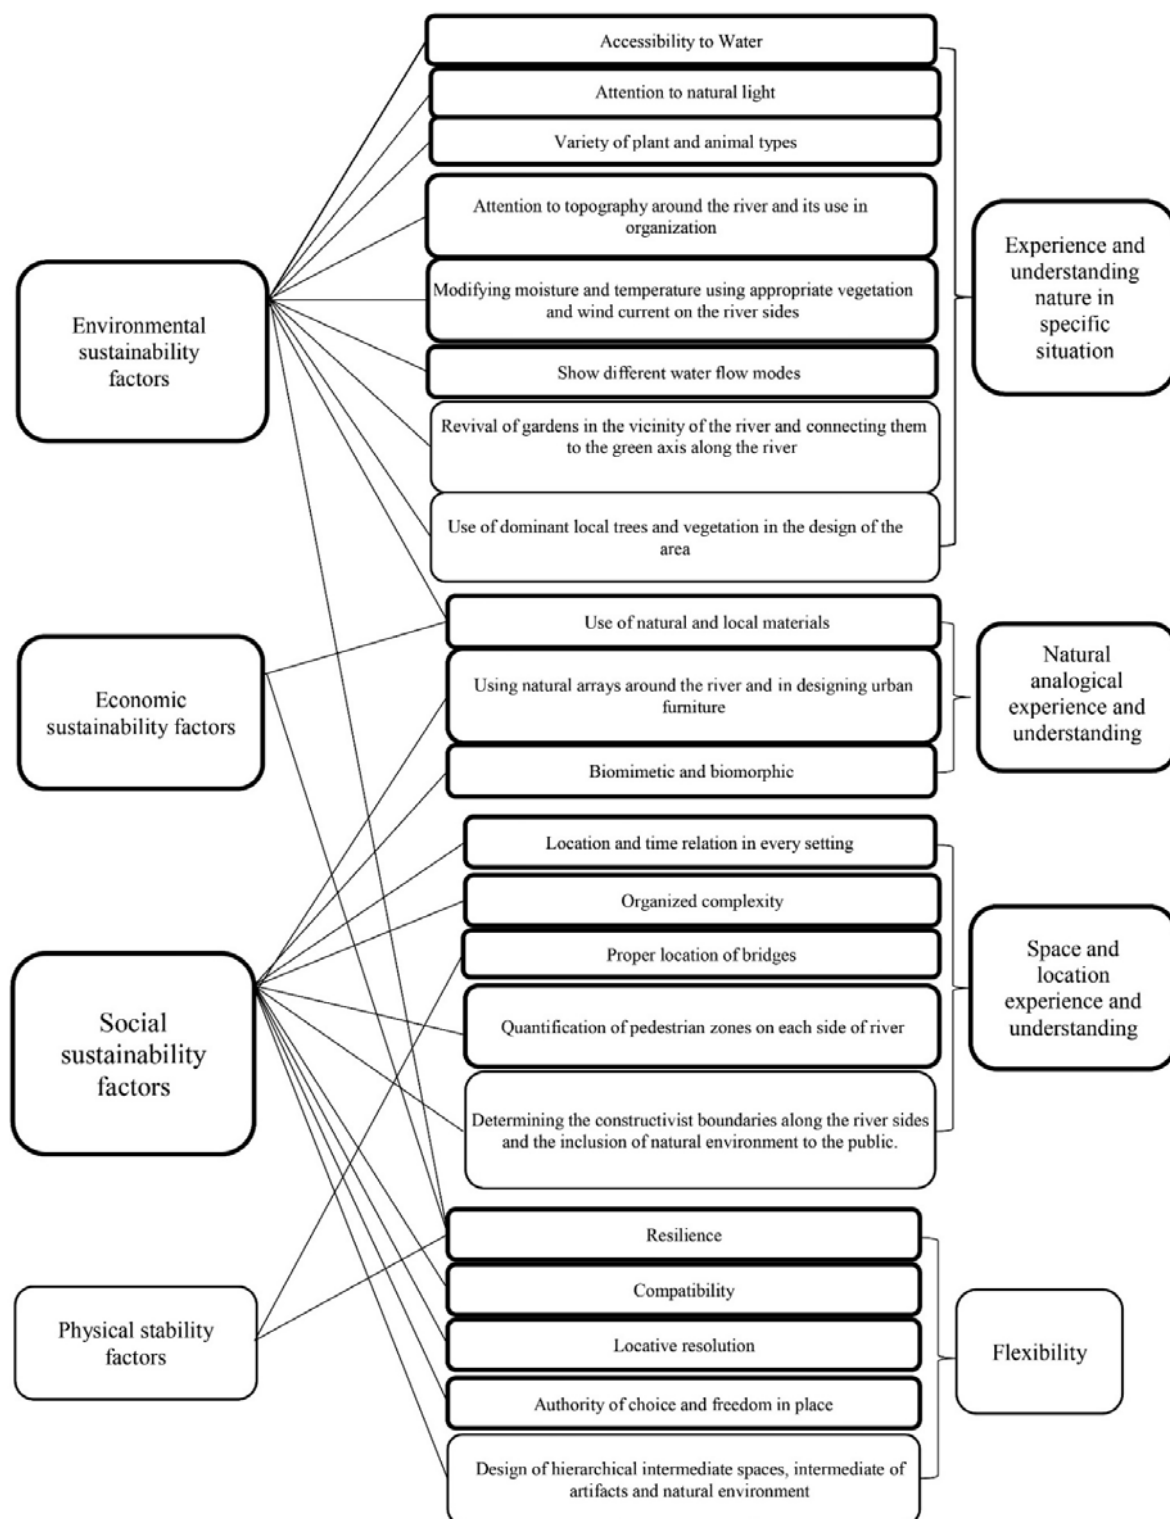 Accessibility to Water
Attention to natural light
Variety of plant and animal types
Attention to topography around the river and its use in
organization
Modifying moisture and temperature using appropriate vegetation
and wind current on the river sides
Show different water flow modes
Revival of gardens in the vicinity of the river and connecting them
to the green axis along the river
Use of dominant local trees and vegetation in the design of the
area
Use of natural and local materials
Using natural arrays around the river and in designing urban
furniture
Biomimetic and biomorphic
Location and time relation in every setting
Organized complexity
Proper location of bridges
Quantification of pedestrian zones on each side of river
Determining the constructivist boundaries along the river sides
and the inclusion of natural environment to the public.
Resilience
Compatibility
Locative resolution
Authority of choice and freedom in place
Design of hierarchical intermediate spaces, intermediate of
artifacts and natural environment
Environmental
sustainability
factors
Economic
sustainability factors
Social
sustainability
factors
Physical stability
factors
Experience and
understanding
nature in
specific
situation
Natural
analogical
experience and
understanding
Space and
location
experience and
understanding
Flexibility